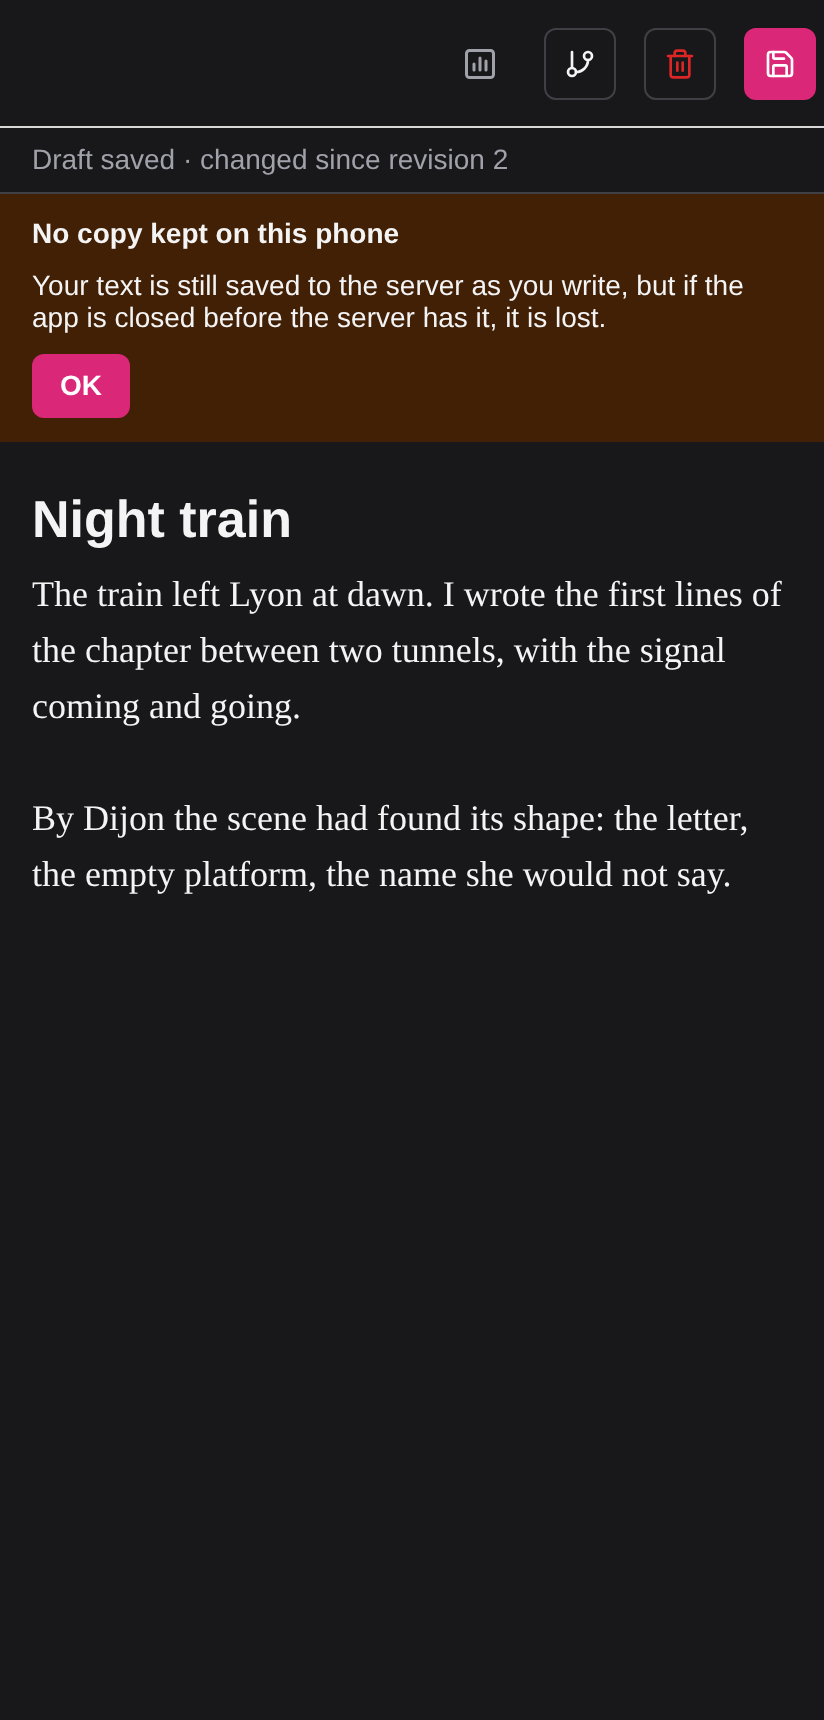 Draft saved · changed since revision 2
No copy kept on this phone
Your text is still saved to the server as you write, but if the
app is closed before the server has it, it is lost.
OK
Night train
The train left Lyon at dawn. I wrote the first lines of
the chapter between two tunnels, with the signal
coming and going.
By Dijon the scene had found its shape: the letter,
the empty platform, the name she would not say.